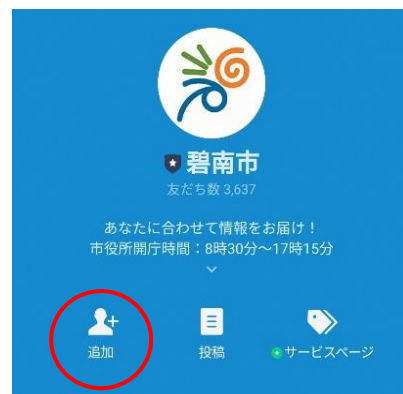 碧南市
友だち数 3,637
あなたに合わせて情報をお届け！
市役所開庁時間：8時30分～17時15分
追加
投稿
サービスページ